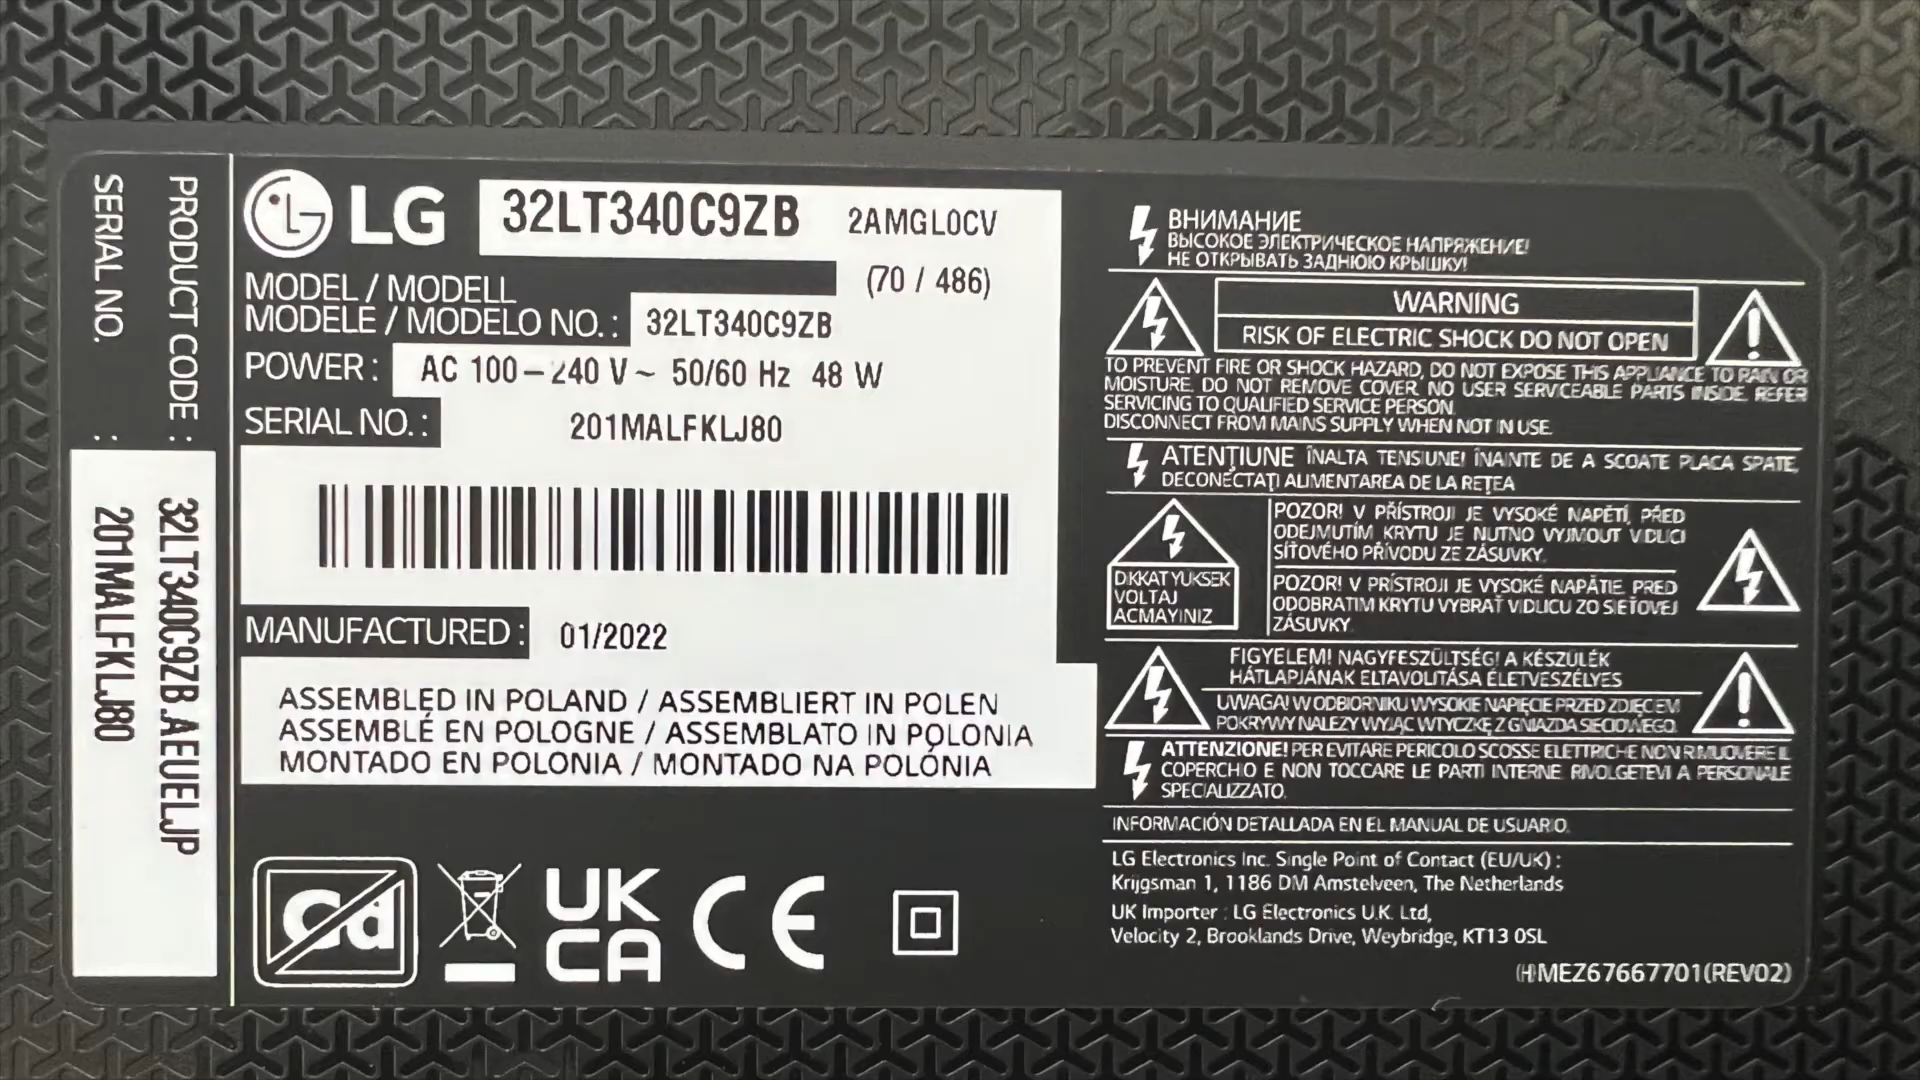 SERIAL NO. : 201MALFKLJ80
PRODUCT CODE : 32LT340C9ZB.AEUELJP
LG 32LT340C9ZB 2AMGL0CV
(70 / 486)
MODEL / MODELL
MODELE / MODELO NO. : 32LT340C9ZB
POWER : AC 100 – 240 V ~ 50/60 Hz 48 W
SERIAL NO. : 201MALFKLJ80
MANUFACTURED : 01/2022
ASSEMBLED IN POLAND / ASSEMBLIERT IN POLEN
ASSEMBLÉ EN POLOGNE / ASSEMBLATO IN POLONIA
MONTADO EN POLONIA / MONTADO NA POLÓNIA
Cd
UK
CA
CE
ВНИМАНИЕ
ВЫСОКОЕ ЭЛЕКТРИЧЕСКОЕ НАПРЯЖЕНИЕ!
НЕ ОТКРЫВАТЬ ЗАДНЮЮ КРЫШКУ!
WARNING
RISK OF ELECTRIC SHOCK DO NOT OPEN
TO PREVENT FIRE OR SHOCK HAZARD, DO NOT EXPOSE THIS APPLIANCE TO RAIN OR
MOISTURE. DO NOT REMOVE COVER. NO USER SERVICEABLE PARTS INSIDE. REFER
SERVICING TO QUALIFIED SERVICE PERSON.
DISCONNECT FROM MAINS SUPPLY WHEN NOT IN USE.
ATENȚIUNE ÎNALTA TENSIUNE! ÎNAINTE DE A SCOATE PLACA SPATE,
DECONECTAȚI ALIMENTAREA DE LA REȚEA
DIKKAT YUKSEK
VOLTAJ
ACMAYINIZ
POZOR! V PŘÍSTROJI JE VYSOKÉ NAPĚTÍ, PŘED
ODEJMUTÍM KRYTU JE NUTNO VYJMOUT VIDLICI
SÍŤOVÉHO PŘÍVODU ZE ZÁSUVKY.
POZOR! V PRÍSTROJI JE VYSOKÉ NAPÄTIE. PRED
ODOBRATIM KRYTU VYBRAŤ VIDLICU ZO SIEŤOVEJ
ZÁSUVKY.
FIGYELEM! NAGYFESZÜLTSÉG! A KÉSZÜLÉK
HÁTLAPJÁNAK ELTAVOLITÁSA ÉLETVESZÉLYES
UWAGA! W ODBIORNIKU WYSOKIE NAPIĘCIE PRZED ZDJĘCIEM
POKRYWY NALEZY WYJĄC WTYCZKĘ Z GNIAZDA SIECIOWEGO.
ATTENZIONE! PER EVITARE PERICOLO SCOSSE ELETTRICHE NON RIMUOVERE IL
COPERCHIO E NON TOCCARE LE PARTI INTERNE. RIVOLGETEVI A PERSONALE
SPECIALIZZATO.
INFORMACIÓN DETALLADA EN EL MANUAL DE USUARIO.
LG Electronics Inc. Single Point of Contact (EU/UK) :
Krijgsman 1, 1186 DM Amstelveen, The Netherlands
UK Importer : LG Electronics U.K. Ltd,
Velocity 2, Brooklands Drive, Weybridge, KT13 0SL
(H)MEZ67667701(REV02)